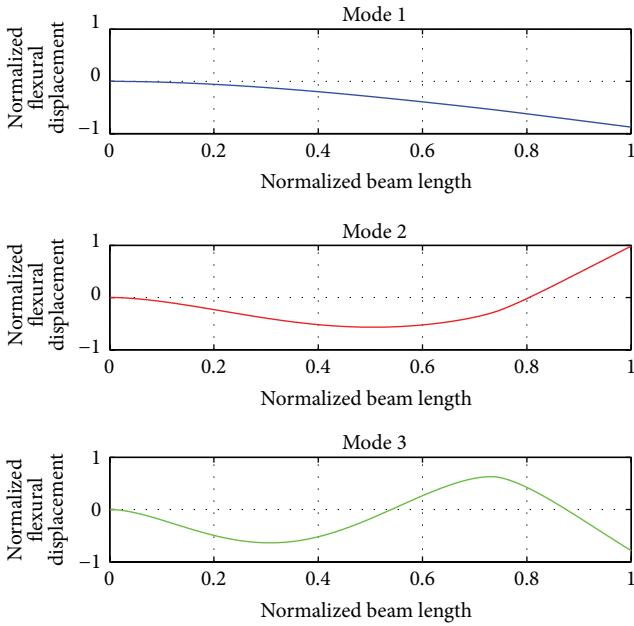 Mode 1
Normalized
flexural
displacement
1
0
−1
0 0.2 0.4 0.6 0.8 1
Normalized beam length
Mode 2
Normalized
flexural
displacement
1
0
−1
0 0.2 0.4 0.6 0.8 1
Normalized beam length
Mode 3
Normalized
flexural
displacement
1
0
−1
0 0.2 0.4 0.6 0.8 1
Normalized beam length